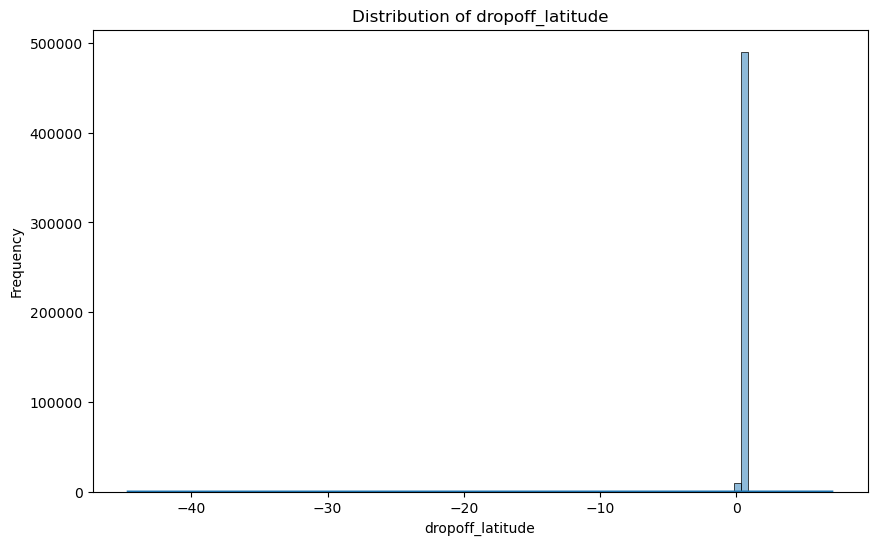 Distribution of dropoff_latitude
500000
400000
300000
200000
100000
0
Frequency
−40 −30 −20 −10 0
dropoff_latitude